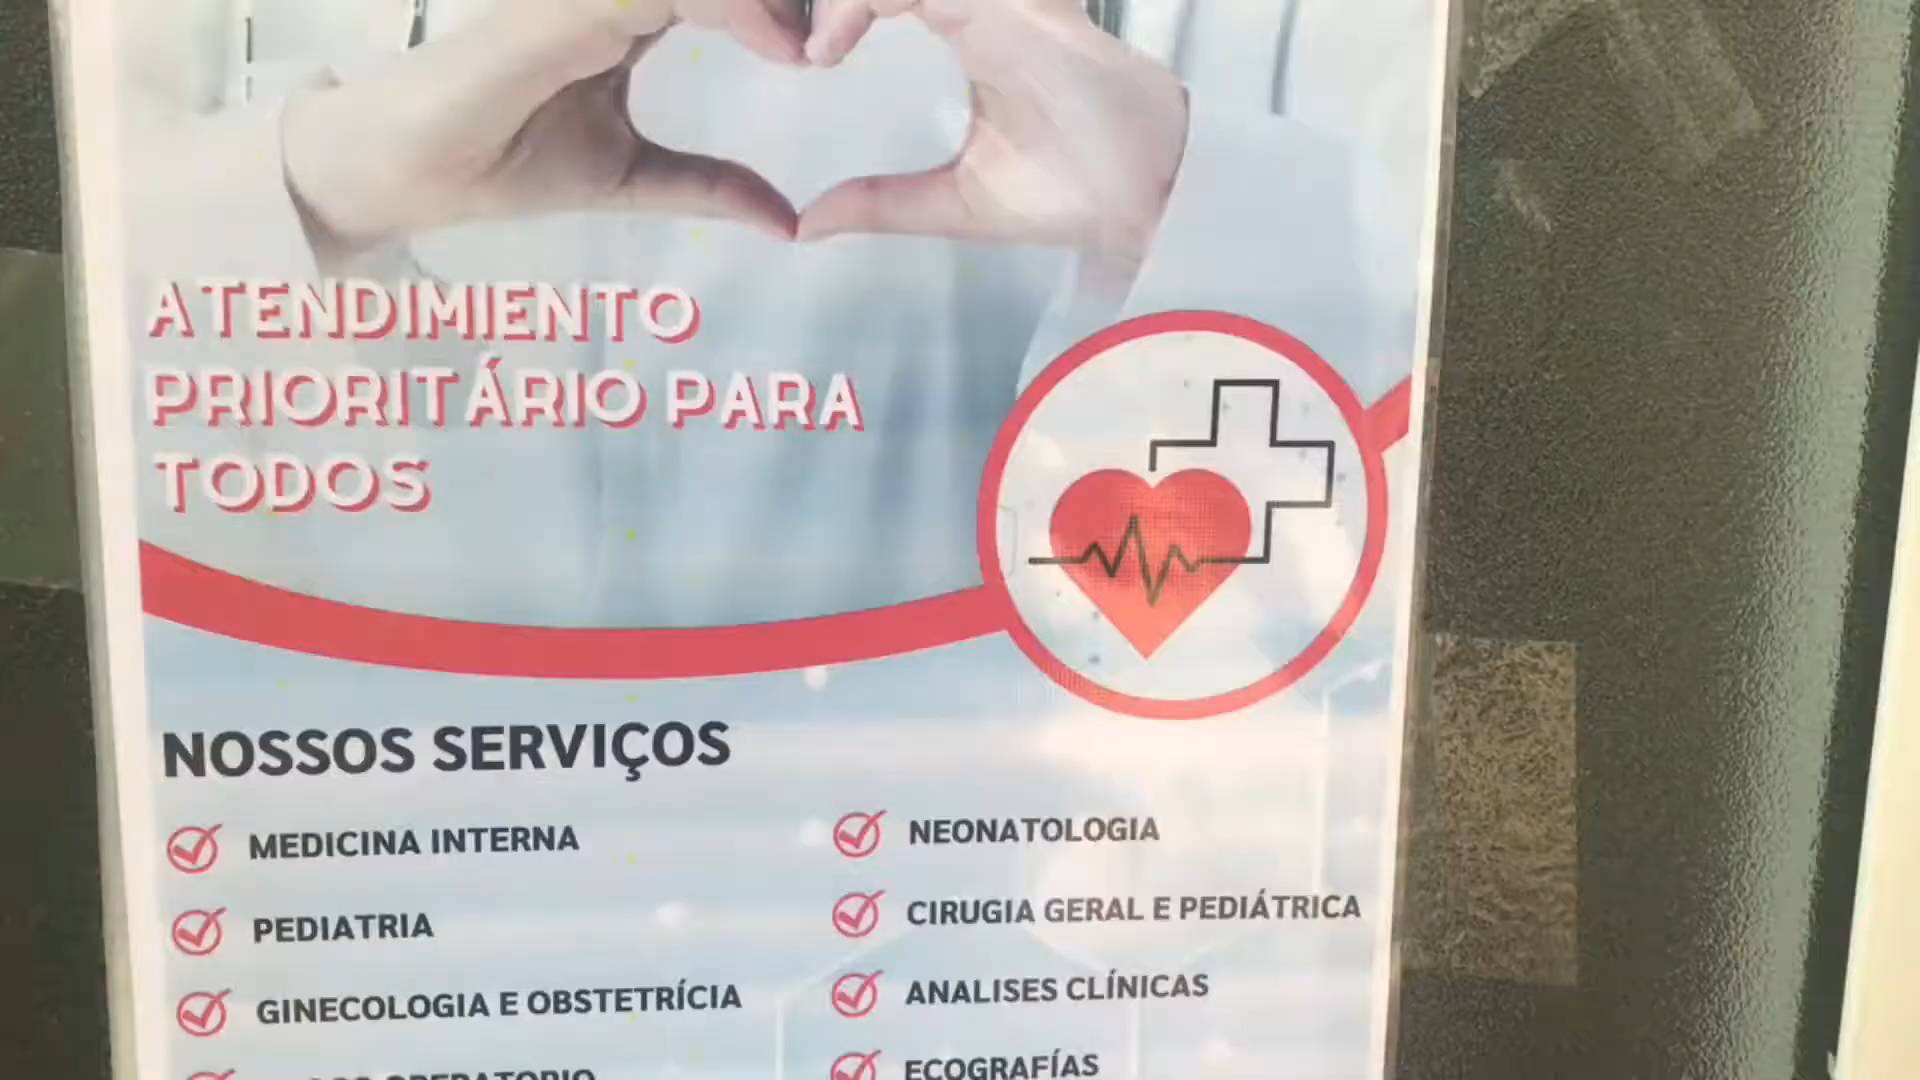 ATENDIMIENTO
PRIORITÁRIO PARA
TODOS
NOSSOS SERVIÇOS
MEDICINA INTERNA
PEDIATRIA
GINECOLOGIA E OBSTETRÍCIA
NEONATOLOGIA
CIRUGIA GERAL E PEDIÁTRICA
ANALISES CLÍNICAS
ECOGRAFÍAS